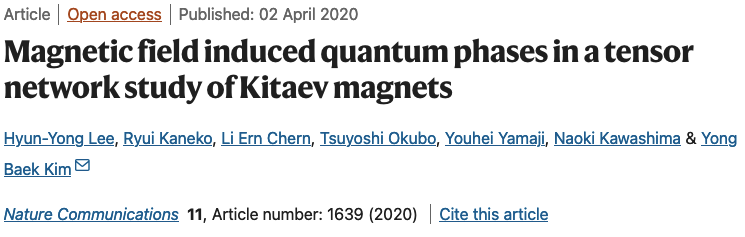 Article | Open access | Published: 02 April 2020
Magnetic field induced quantum phases in a tensor
network study of Kitaev magnets
Hyun-Yong Lee, Ryui Kaneko, Li Ern Chern, Tsuyoshi Okubo, Youhei Yamaji, Naoki Kawashima & Yong
Baek Kim
Nature Communications 11, Article number: 1639 (2020) | Cite this article